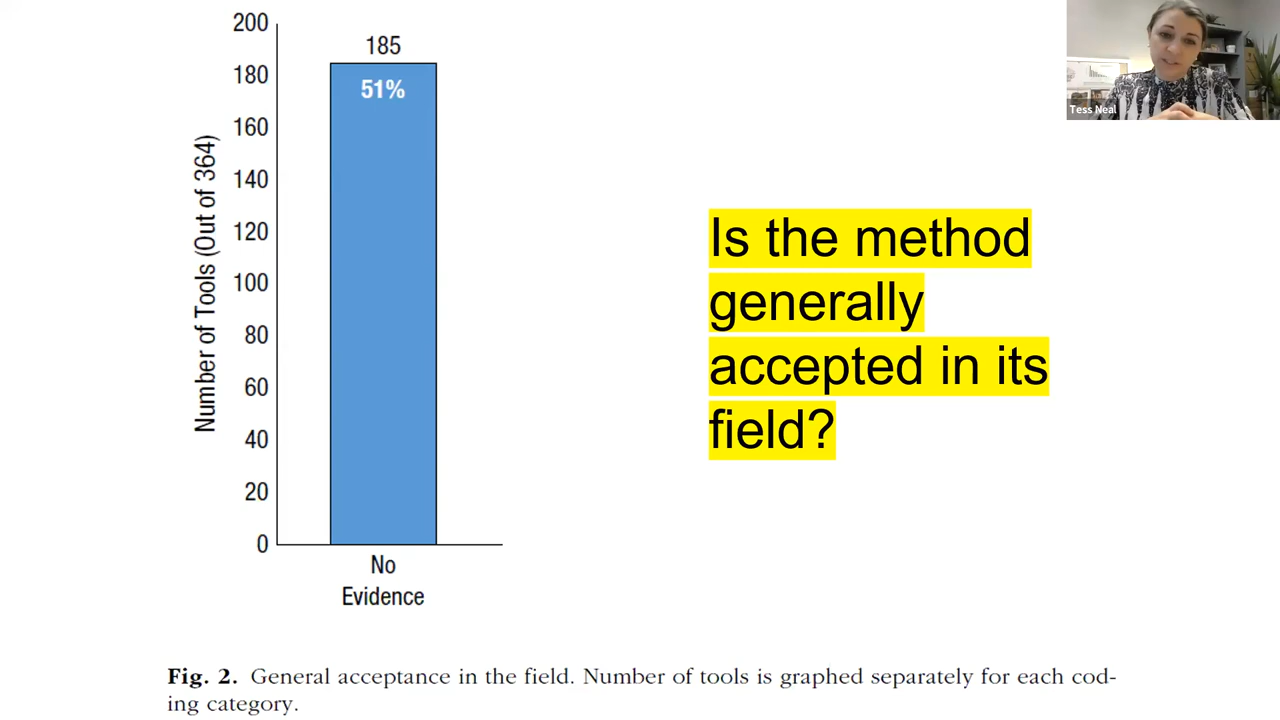 200
180
160
140
120
100
80
60
40
20
0
Number of Tools (Out of 364)
185
51%
No
Evidence
Is the method
generally
accepted in its
field?
Tess Neal
Fig. 2. General acceptance in the field. Number of tools is graphed separately for each cod-
ing category.